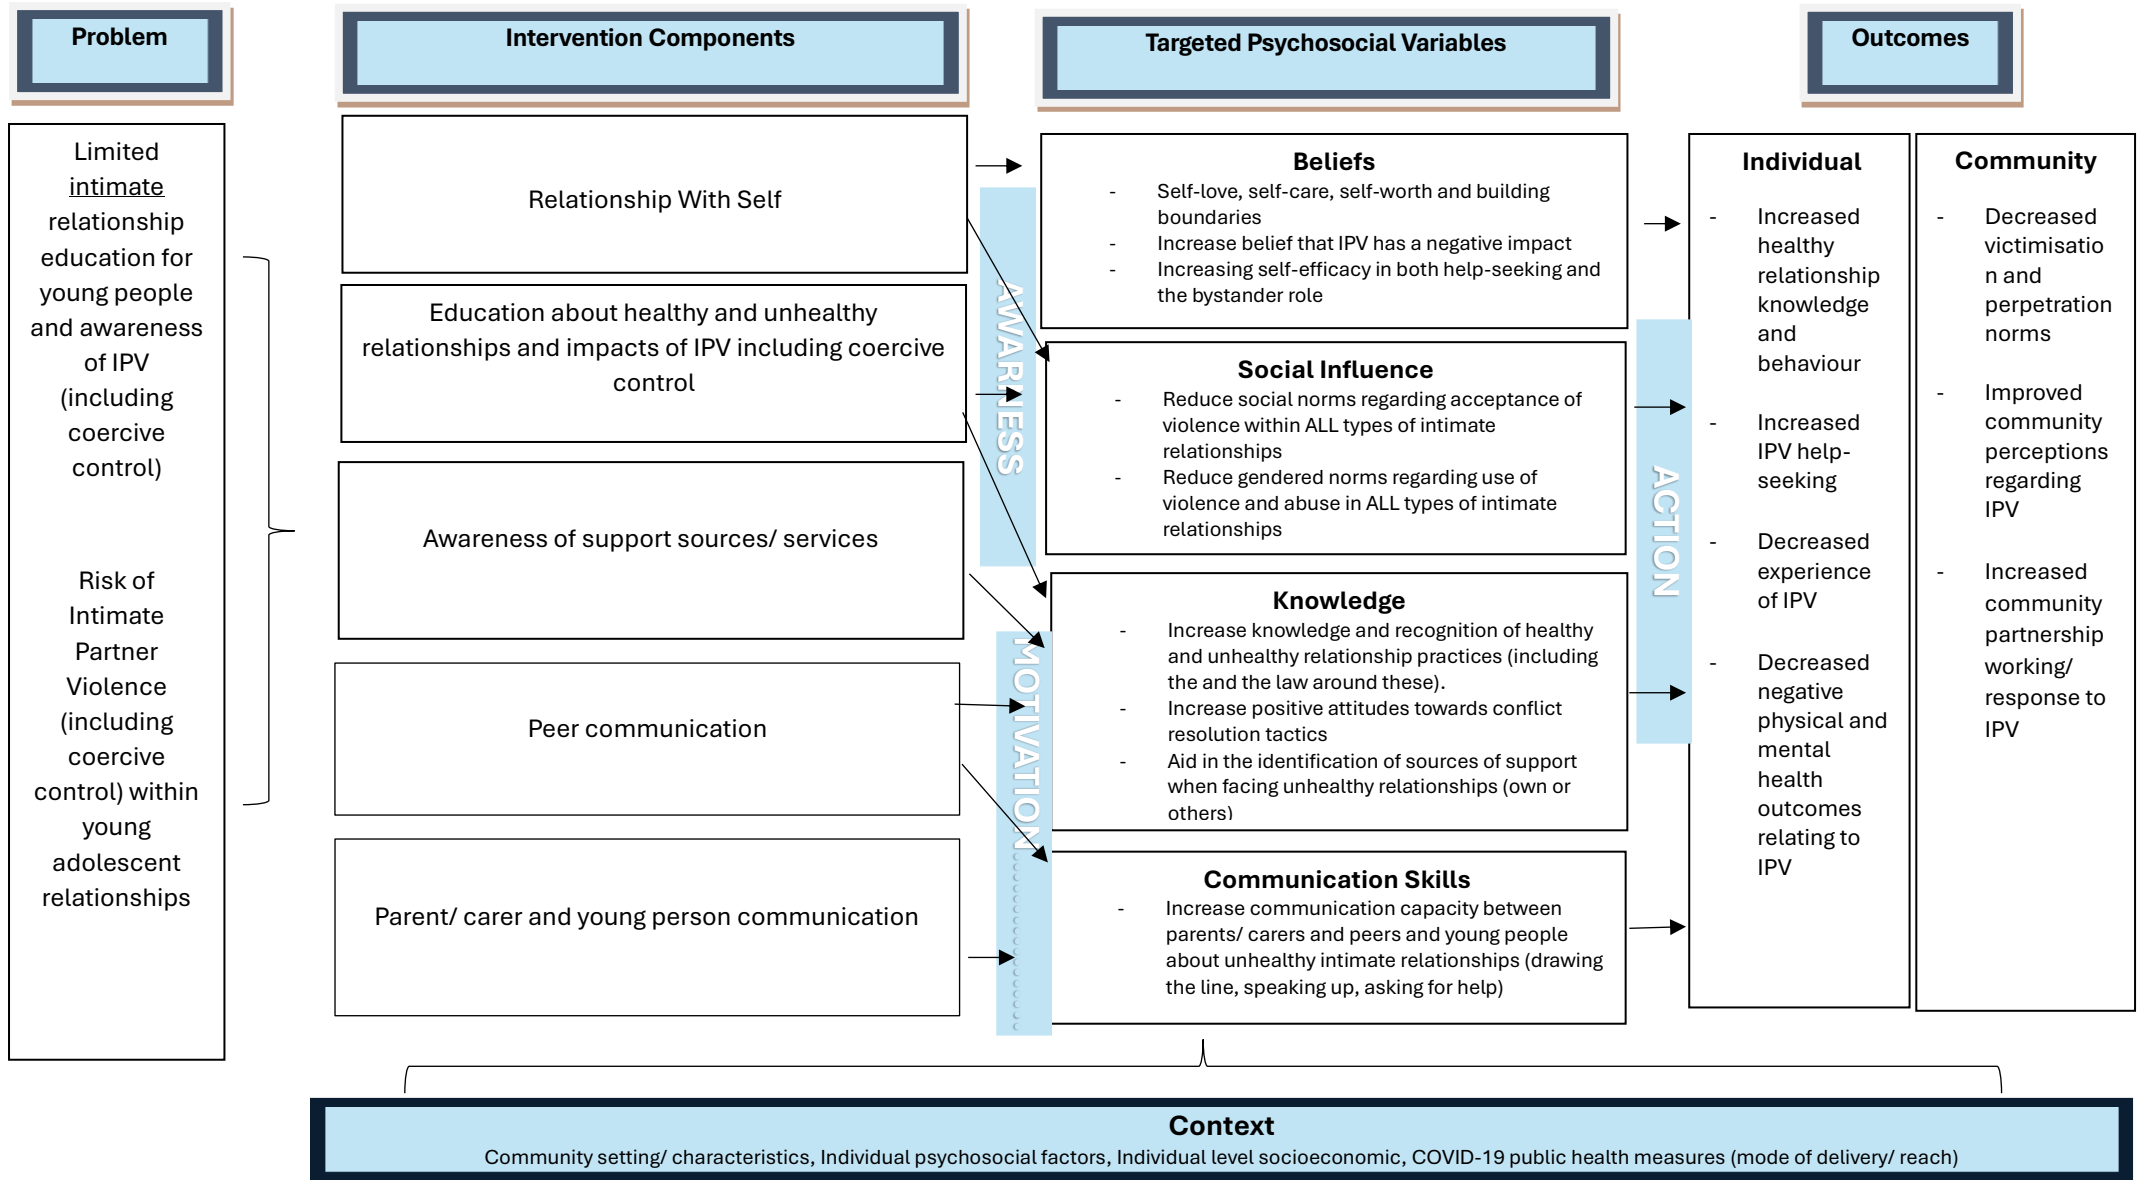 Problem
Intervention Components
Targeted Psychosocial Variables
Outcomes
Limited
intimate
relationship
education for
young people
and awareness
of IPV
(including
coercive
control)
Risk of
Intimate
Partner
Violence
(including
coercive
control) within
young
adolescent
relationships
Relationship With Self
Education about healthy and unhealthy
relationships and impacts of IPV including coercive
control
Awareness of support sources/ services
Peer communication
Parent/ carer and young person communication
AWARNESS
MOTIVATION
Beliefs
- Self-love, self-care, self-worth and building
boundaries
- Increase belief that IPV has a negative impact
- Increasing self-efficacy in both help-seeking and
the bystander role
Social Influence
- Reduce social norms regarding acceptance of
violence within ALL types of intimate
relationships
- Reduce gendered norms regarding use of
violence and abuse in ALL types of intimate
relationships
Knowledge
- Increase knowledge and recognition of healthy
and unhealthy relationship practices (including
the and the law around these).
- Increase positive attitudes towards conflict
resolution tactics
- Aid in the identification of sources of support
when facing unhealthy relationships (own or
others)
Communication Skills
- Increase communication capacity between
parents/ carers and peers and young people
about unhealthy intimate relationships (drawing
the line, speaking up, asking for help)
ACTION
Individual
- Increased
healthy
relationship
knowledge
and
behaviour
- Increased
IPV help-
seeking
- Decreased
experience
of IPV
- Decreased
negative
physical and
mental
health
outcomes
relating to
IPV
Community
- Decreased
victimisatio
n and
perpetration
norms
- Improved
community
perceptions
regarding
IPV
- Increased
community
partnership
working/
response to
IPV
Context
Community setting/ characteristics, Individual psychosocial factors, Individual level socioeconomic, COVID-19 public health measures (mode of delivery/ reach)